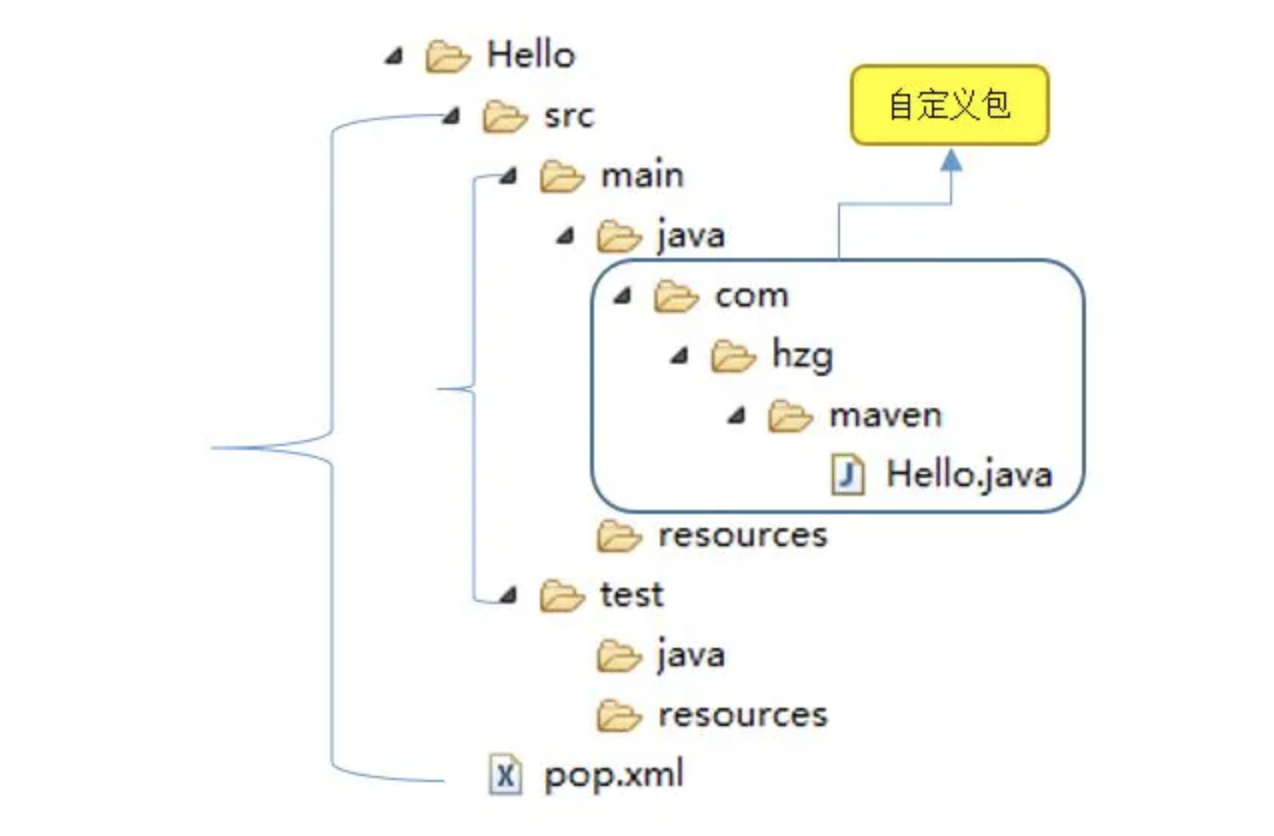 Hello
src
自定义包
main
java
com
hzg
maven
Hello.java
resources
test
java
resources
pop.xml